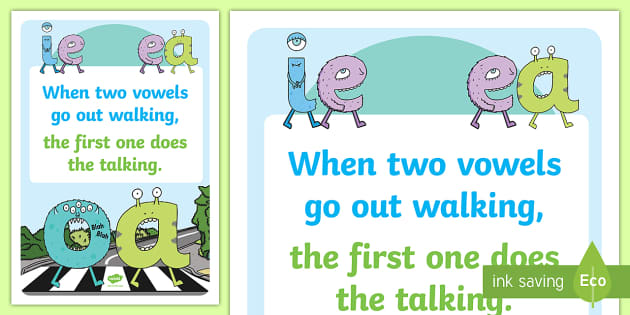 ie ea
When two vowels
go out walking,
the first one does
the talking.
oa
Blah
Blah
ie ea
When two vowels
go out walking,
the first one does
the talking.
ink saving
Eco